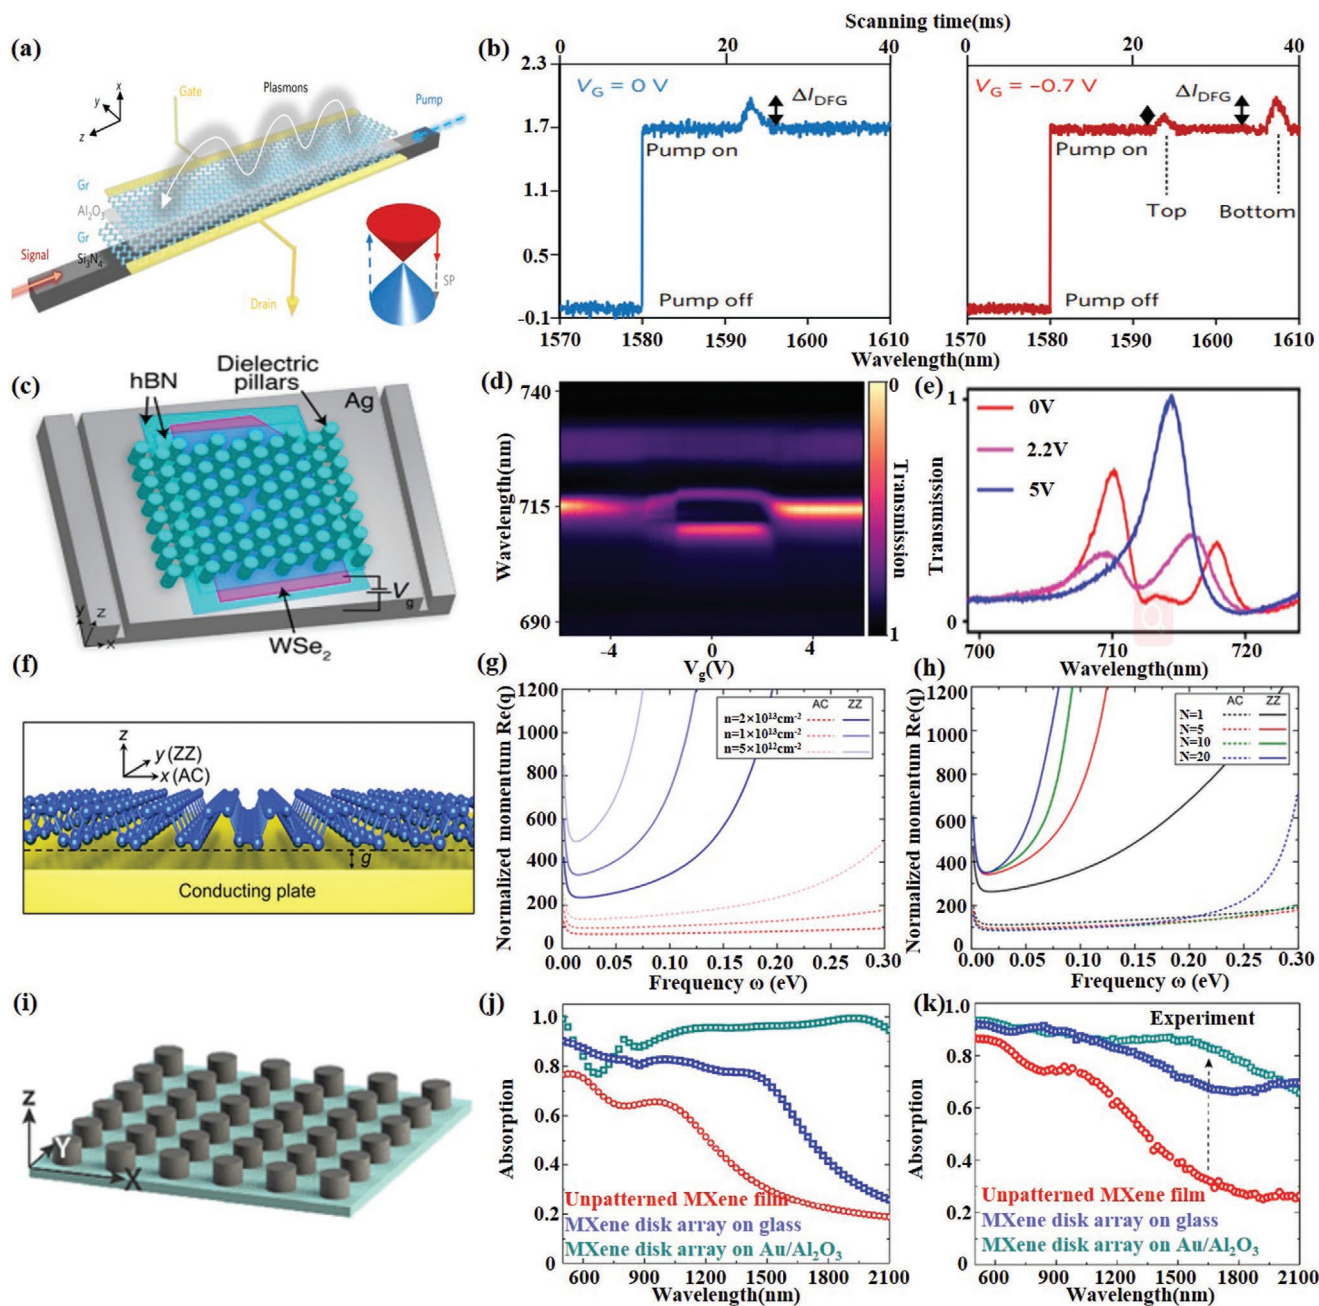 (a)
x
y
z
Gate
Plasmons
Pump
Gr
Al₂O₃
Gr
Si₃N₄
Signal
Drain
SP
(b)
Scanning time(ms)
0 20 40
0 20 40
2.3
1.7
1.1
0.5
-0.1
V_G = 0 V
ΔI_DFG
Pump on
Pump off
V_G = −0.7 V
ΔI_DFG
Pump on
Top Bottom
Pump off
1570 1580 1590 1600 1610
1570 1580 1590 1600 1610
Wavelength(nm)
(c)
hBN
Dielectric
pillars
Ag
V_g
y z
x
WSe₂
(d)
740
715
690
Wavelength(nm)
-4 0 4
V_g(V)
0
Transmission
1
(e)
1
0
Transmission
0V
2.2V
5V
700 710 720
Wavelength(nm)
(f)
z
y (ZZ)
x (AC)
g
Conducting plate
(g)
Normalized momentum Re(q)
1200
1000
800
600
400
200
0
AC ZZ
n=2×10¹³cm⁻²
n=1×10¹³cm⁻²
n=5×10¹²cm⁻²
0.00 0.05 0.10 0.15 0.20 0.25 0.30
Frequency ω (eV)
(h)
Normalized momentum Re(q)
1200
1000
800
600
400
200
0
AC ZZ
N=1
N=5
N=10
N=20
0.00 0.05 0.10 0.15 0.20 0.25 0.30
Frequency ω (eV)
(i)
Z
Y
X
(j)
Absorption
1.0
0.8
0.6
0.4
0.2
0
Unpatterned MXene film
MXene disk array on glass
MXene disk array on Au/Al₂O₃
600 900 1200 1500 1800 2100
Wavelength(nm)
(k)
Absorption
1.0
0.8
0.6
0.4
0.2
0
Experiment
Unpatterned MXene film
MXene disk array on glass
MXene disk array on Au/Al₂O₃
600 900 1200 1500 1800 2100
Wavelength(nm)